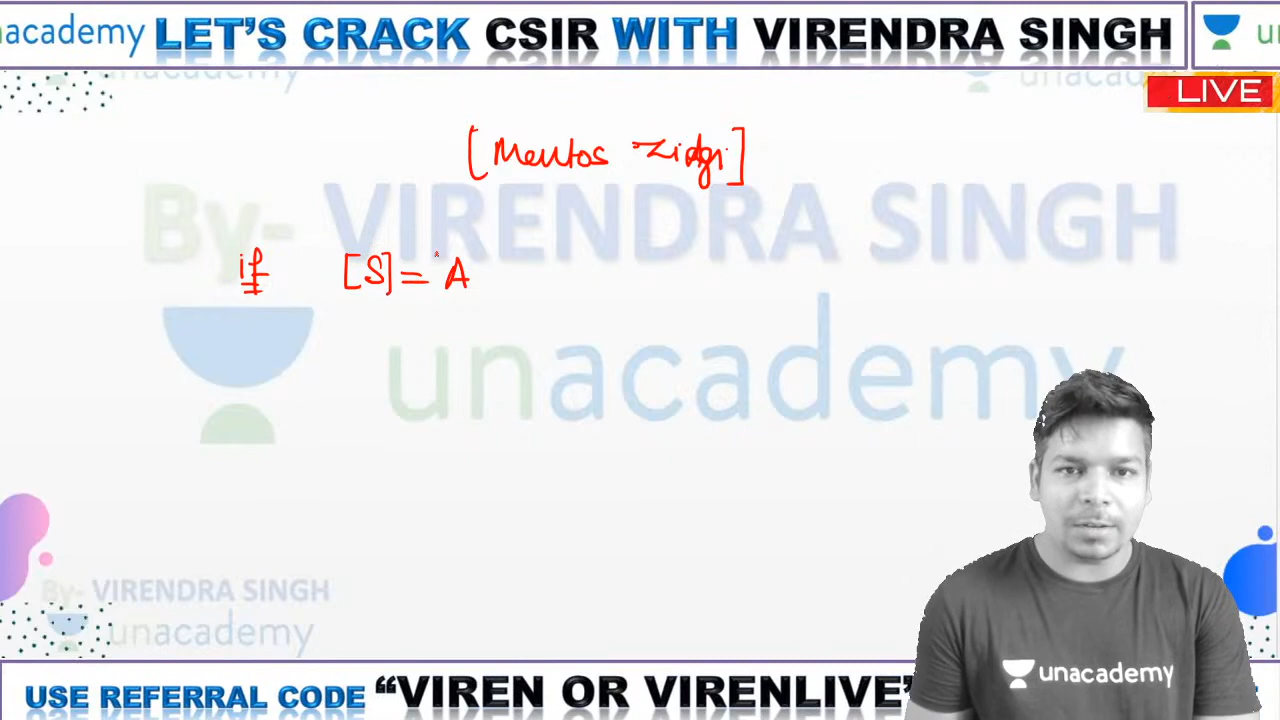 unacademy LET'S CRACK CSIR WITH VIRENDRA SINGH
LIVE
[Mentos Zindgi]
By- VIRENDRA SINGH
if [S] = A
unacademy
By- VIRENDRA SINGH
unacademy
unacademy
USE REFERRAL CODE "VIREN OR VIRENLIVE"